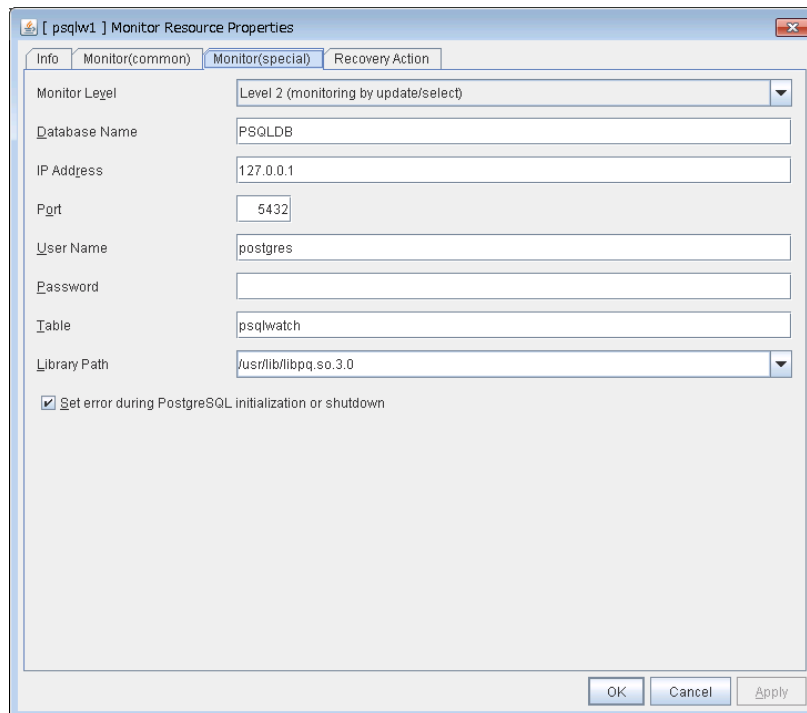 [ psqlw1 ] Monitor Resource Properties
Info Monitor(common) Monitor(special) Recovery Action
Monitor Level Level 2 (monitoring by update/select)
Database Name PSQLDB
IP Address 127.0.0.1
Port 5432
User Name postgres
Password
Table psqlwatch
Library Path /usr/lib/libpq.so.3.0
Set error during PostgreSQL initialization or shutdown
OK Cancel Apply